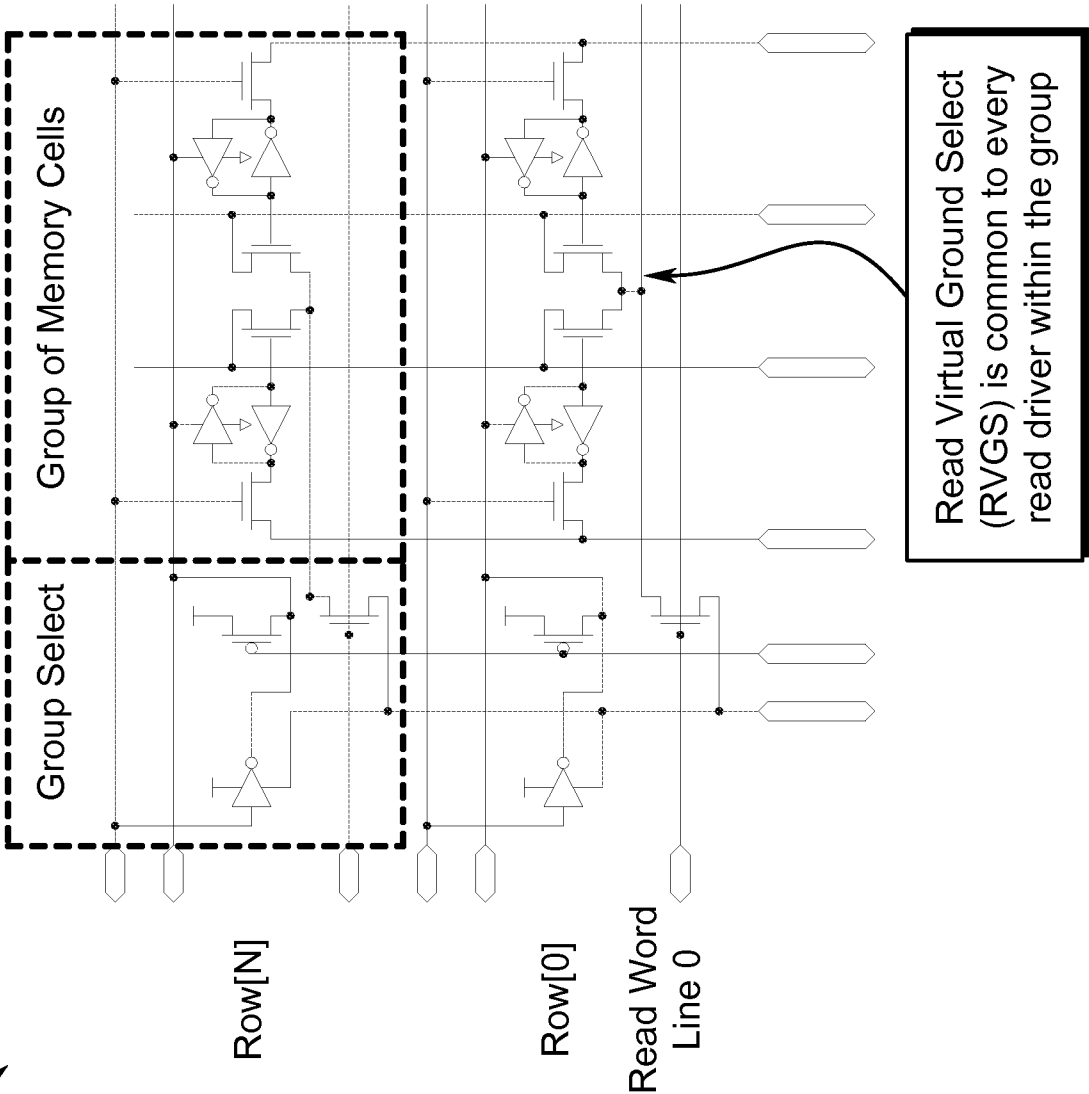 Group Select
Group of Memory Cells
Row[N]
Row[0]
Read Word
Line 0
Read Virtual Ground Select
(RVGS) is common to every
read driver within the group